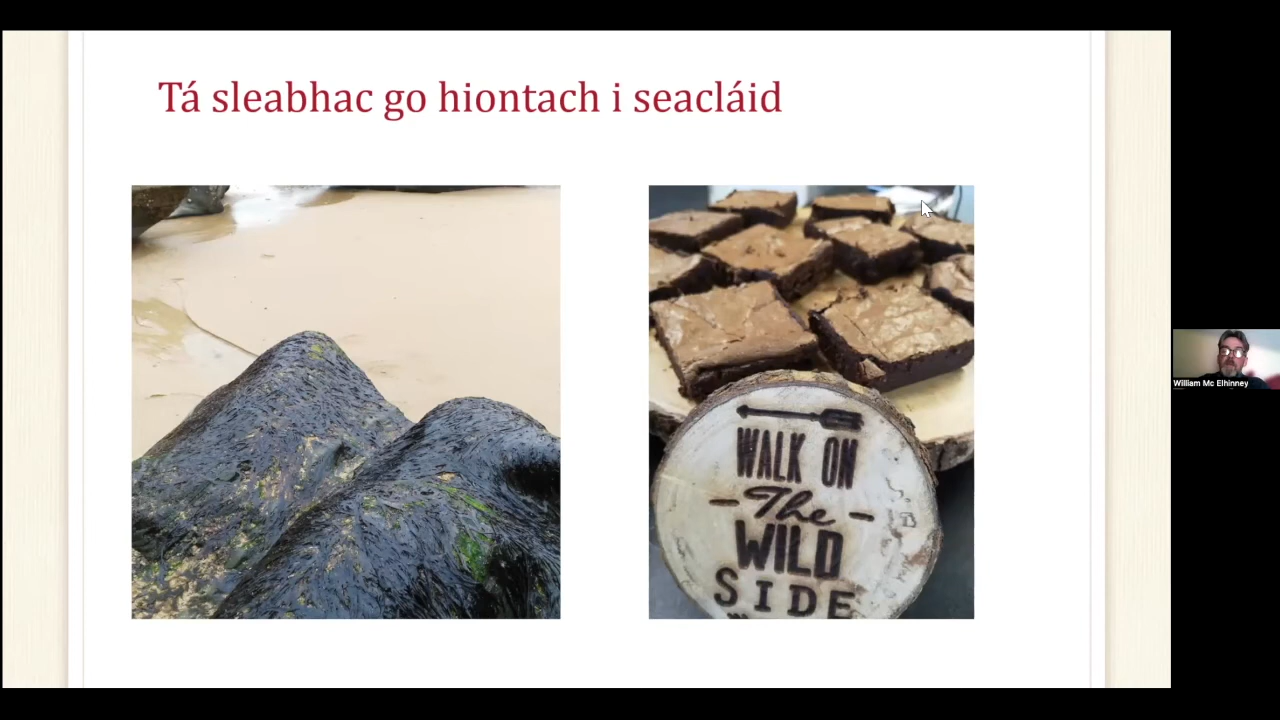 Tá sleabhac go hiontach i seacláid
WALK ON
The
WILD
SIDE
William Mc Elhinney